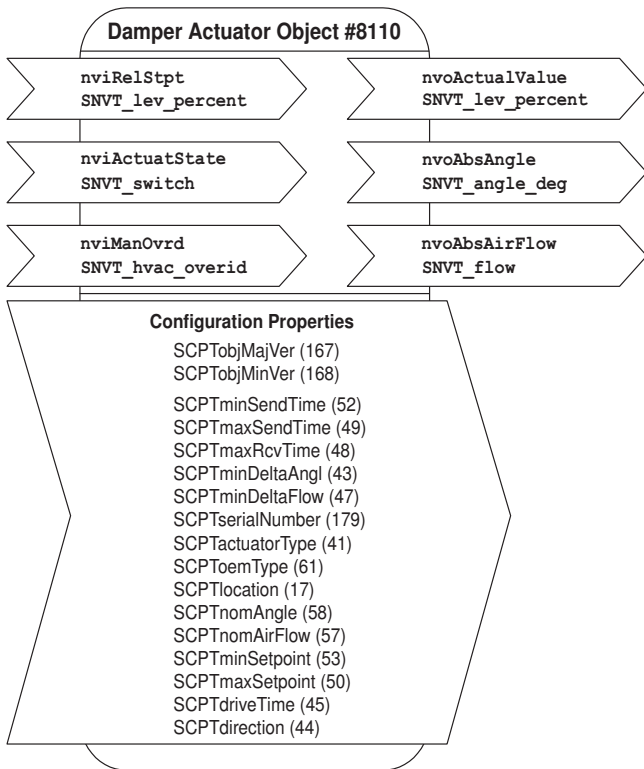 Damper Actuator Object #8110
nviRelStpt
SNVT_lev_percent
nvoActualValue
SNVT_lev_percent
nviActuatState
SNVT_switch
nvoAbsAngle
SNVT_angle_deg
nviManOvrd
SNVT_hvac_overid
nvoAbsAirFlow
SNVT_flow
Configuration Properties
SCPTobjMajVer (167)
SCPTobjMinVer (168)
SCPTminSendTime (52)
SCPTmaxSendTime (49)
SCPTmaxRcvTime (48)
SCPTminDeltaAngl (43)
SCPTminDeltaFlow (47)
SCPTserialNumber (179)
SCPTactuatorType (41)
SCPToemType (61)
SCPTlocation (17)
SCPTnomAngle (58)
SCPTnomAirFlow (57)
SCPTminSetpoint (53)
SCPTmaxSetpoint (50)
SCPTdriveTime (45)
SCPTdirection (44)